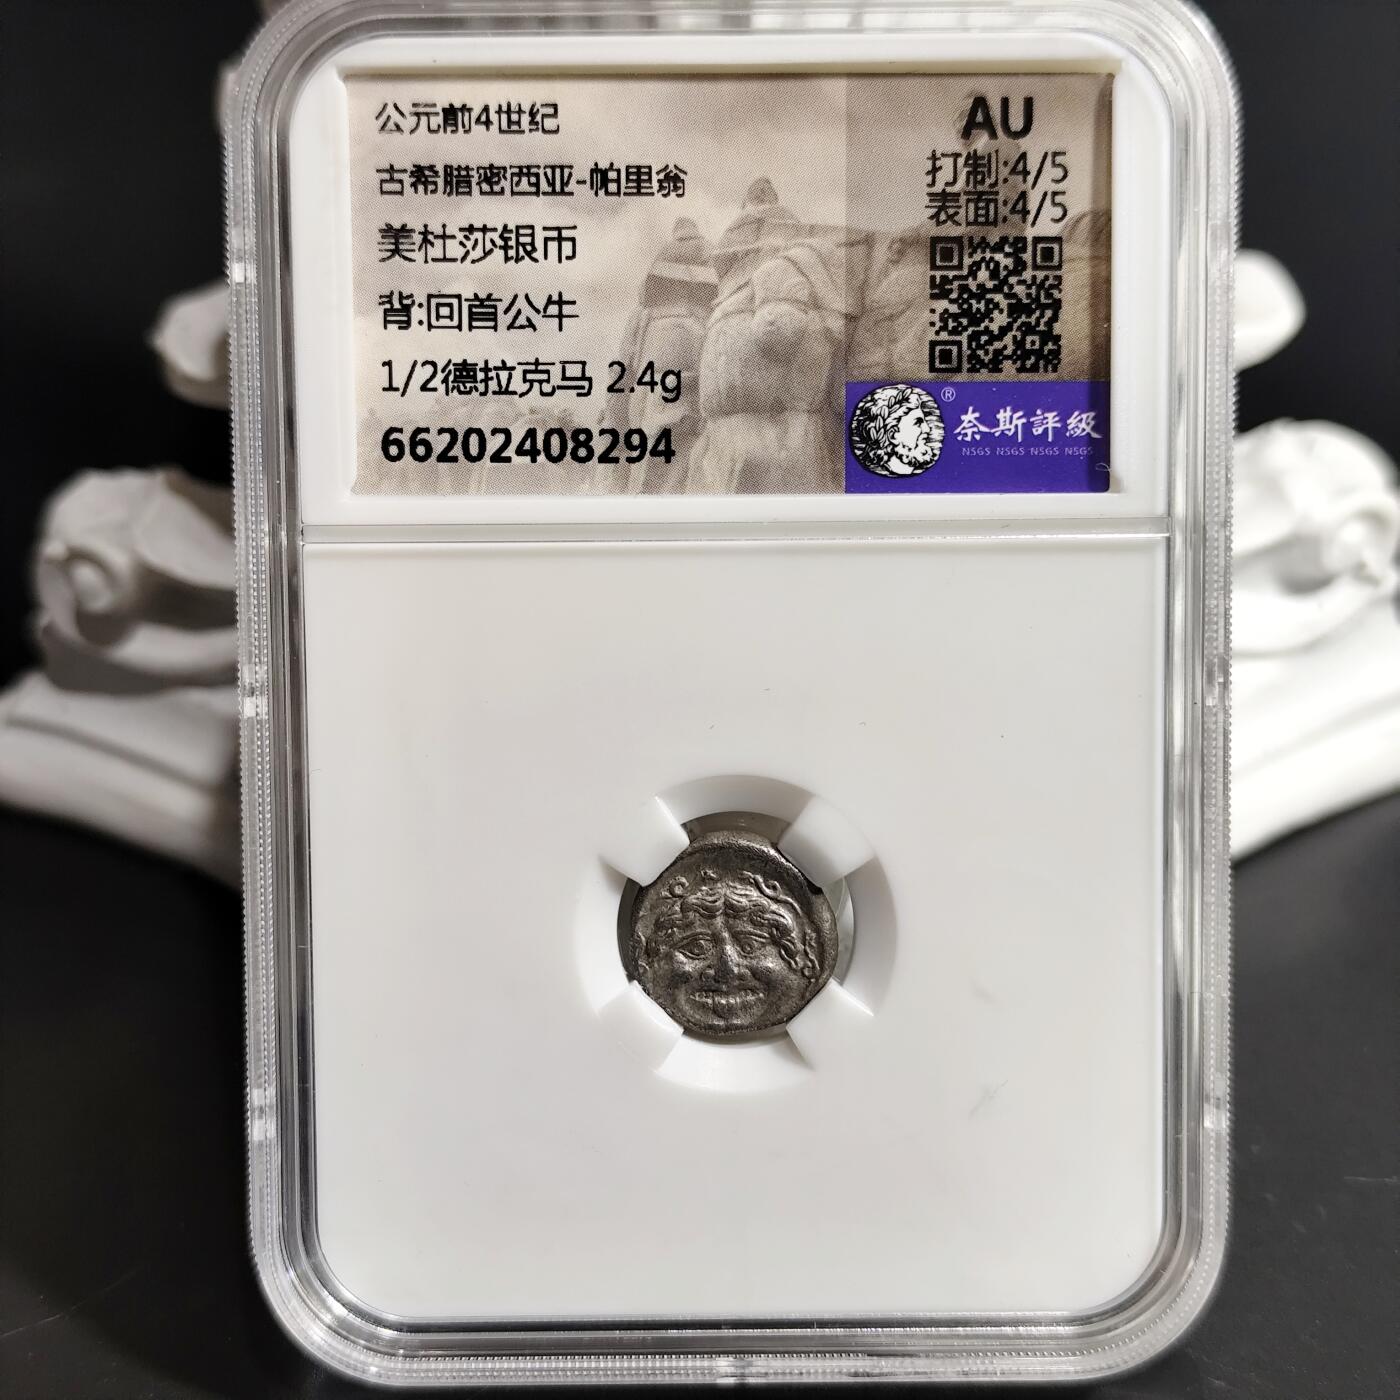 公元前4世纪
古希腊密西亚-帕里翁
美杜莎银币
背:回首公牛
1/2德拉克马 2.4g
66202408294
AU
打制:4/5
表面:4/5
®
奈斯評級
NSGS NSGS NSGS NSGS